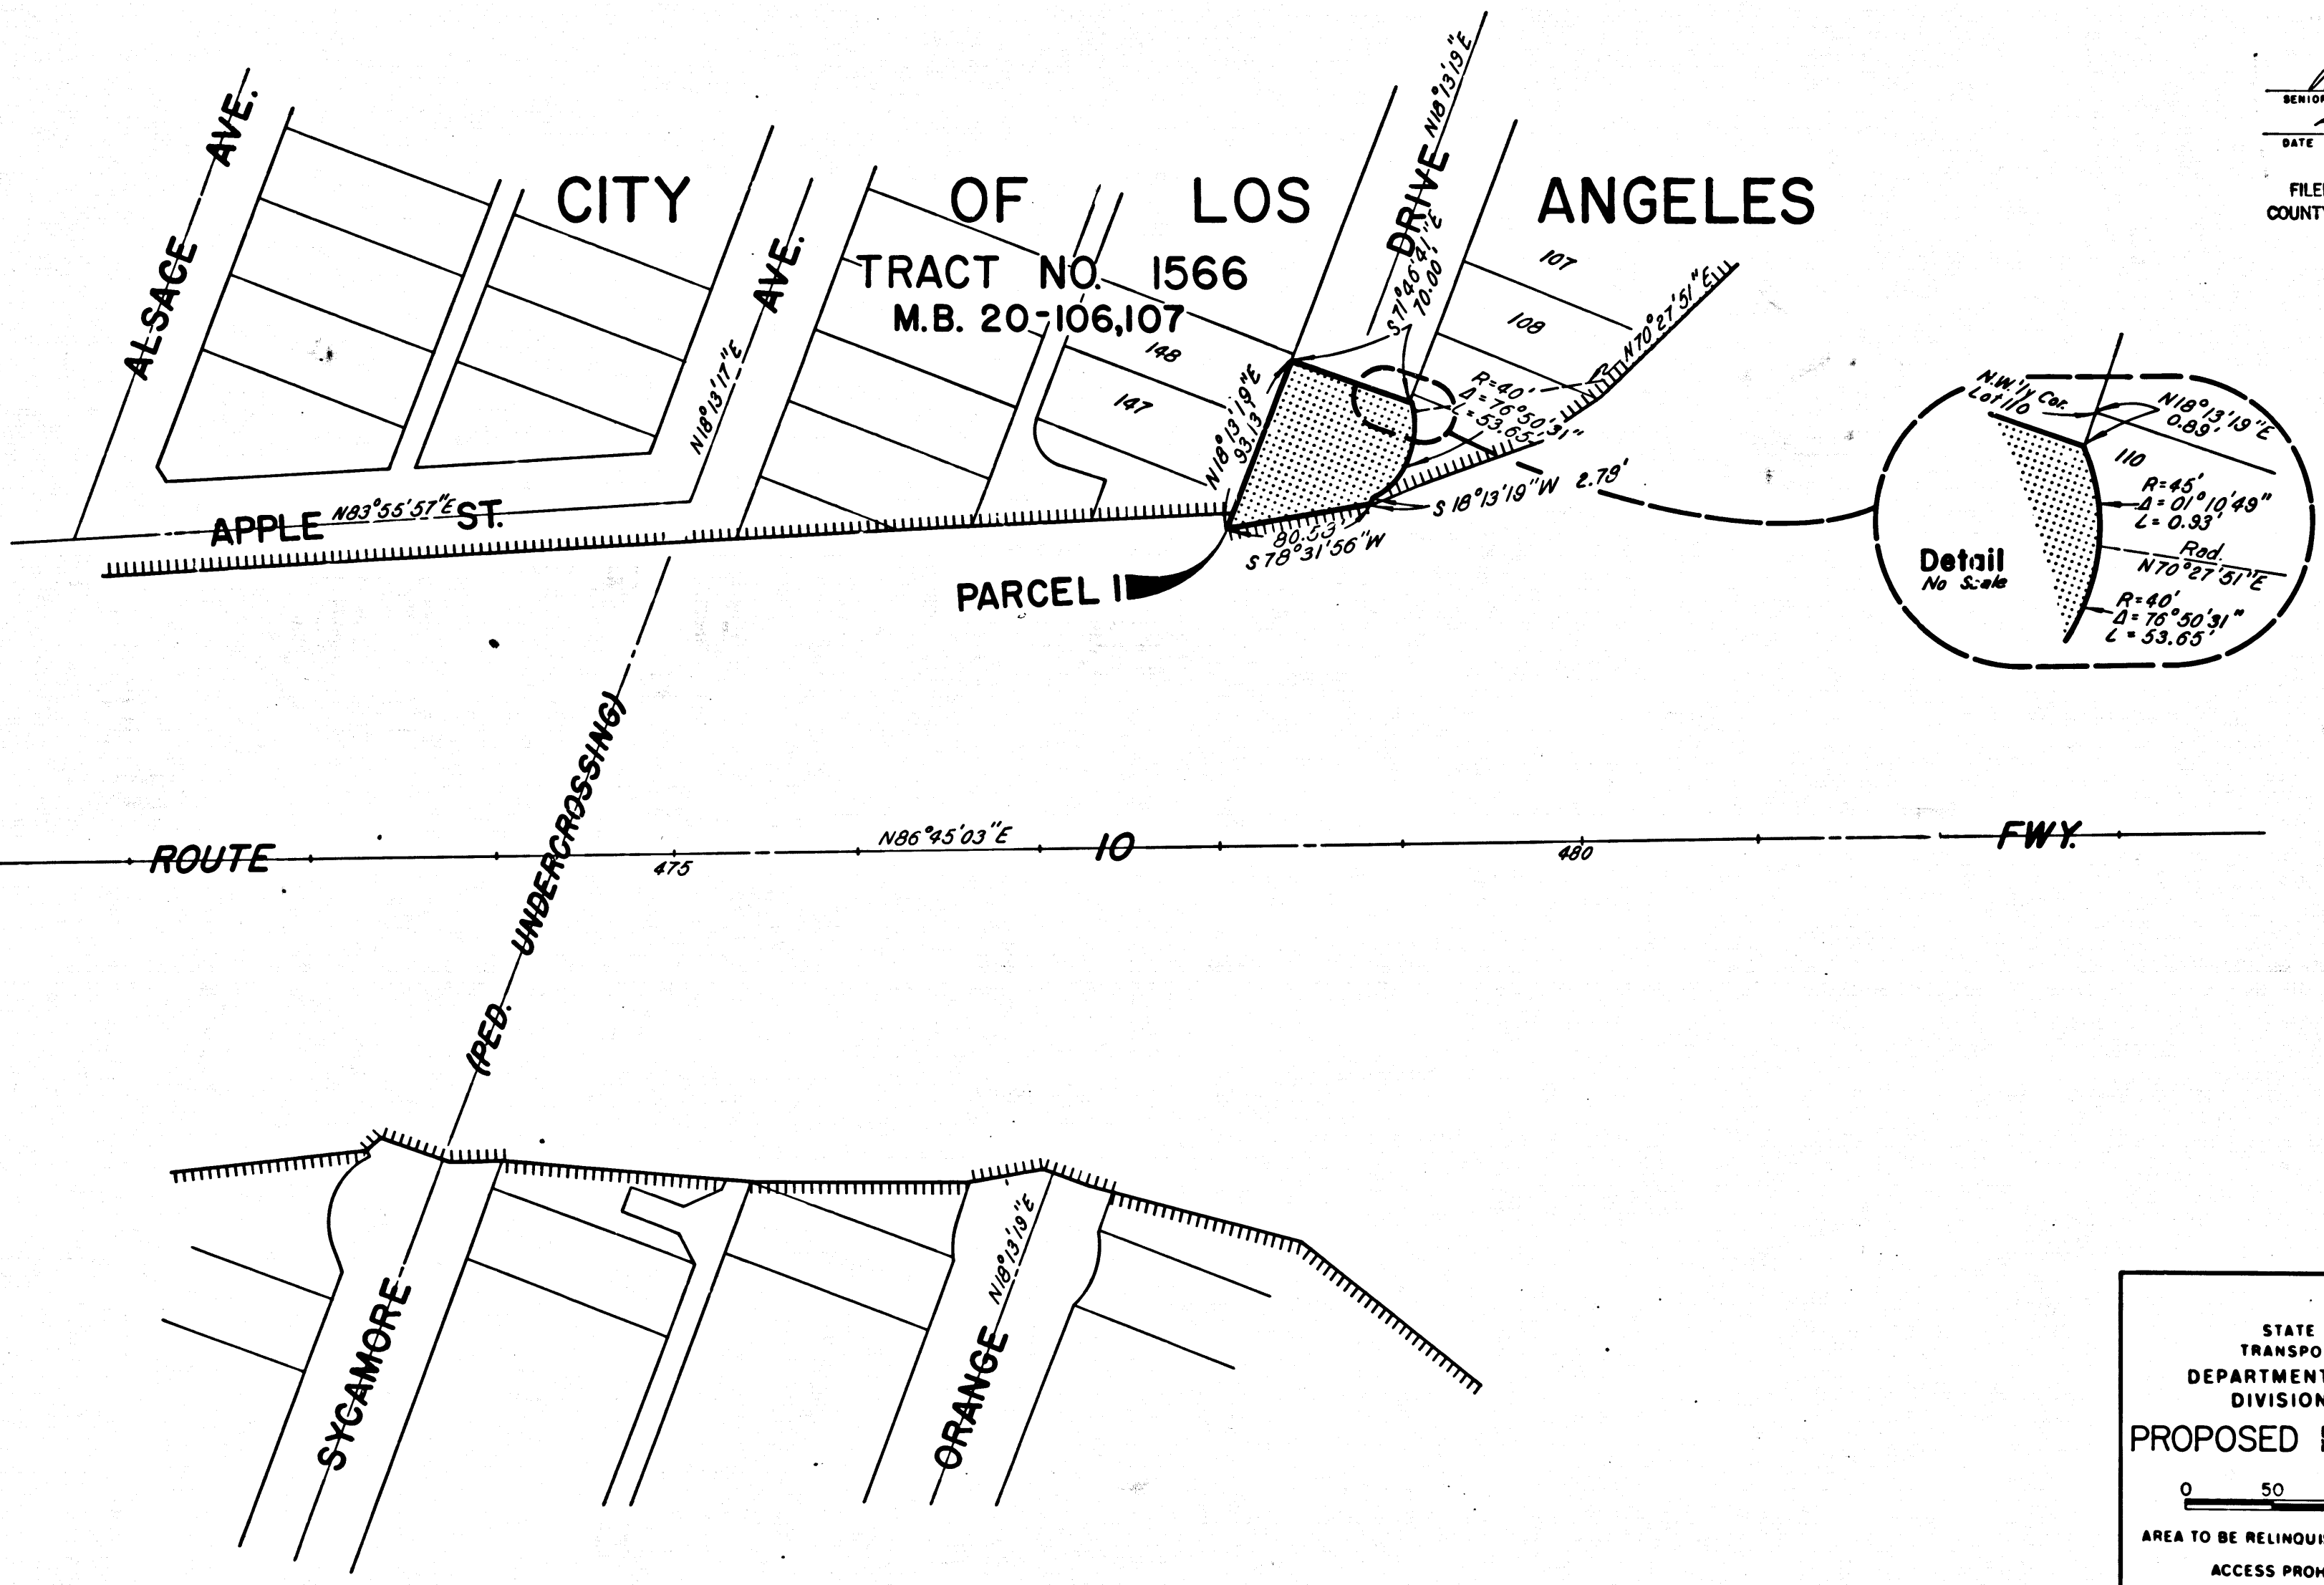 CITY OF LOS ANGELES
TRACT NO. 1566
M.B. 20-106,107
ALSACE AVE.
AVE.
N18°13'17"E
DRIVE N18°13'19"E
S71°46'41"E
70.00'
107
108
148
147
N18°13'19"E
93.13'
N70°27'51"E
R
R=40'
Δ=76°50'31"
L=53.65'
APPLE ST.
N83°55'57"E
80.53'
S78°31'56"W
S18°13'19"W 2.79'
PARCEL 1
N.W.'ly Cor.
Lot 110
N18°13'19"E
0.89'
110
R=45'
Δ=01°10'49"
L=0.93'
Rad.
N70°27'51"E
R=40'
Δ=76°50'31"
L=53.65'
Detail
No Scale
(PED. UNDERCROSSING)
ROUTE 10 FWY.
N86°45'03"E
475
480
SYCAMORE
ORANGE
N18°13'19"E
SENIOR
DATE
FILE
COUNTY
STATE
TRANSPO
DEPARTMENT
DIVISION
PROPOSED
0 50
AREA TO BE RELINQUI
ACCESS PROH